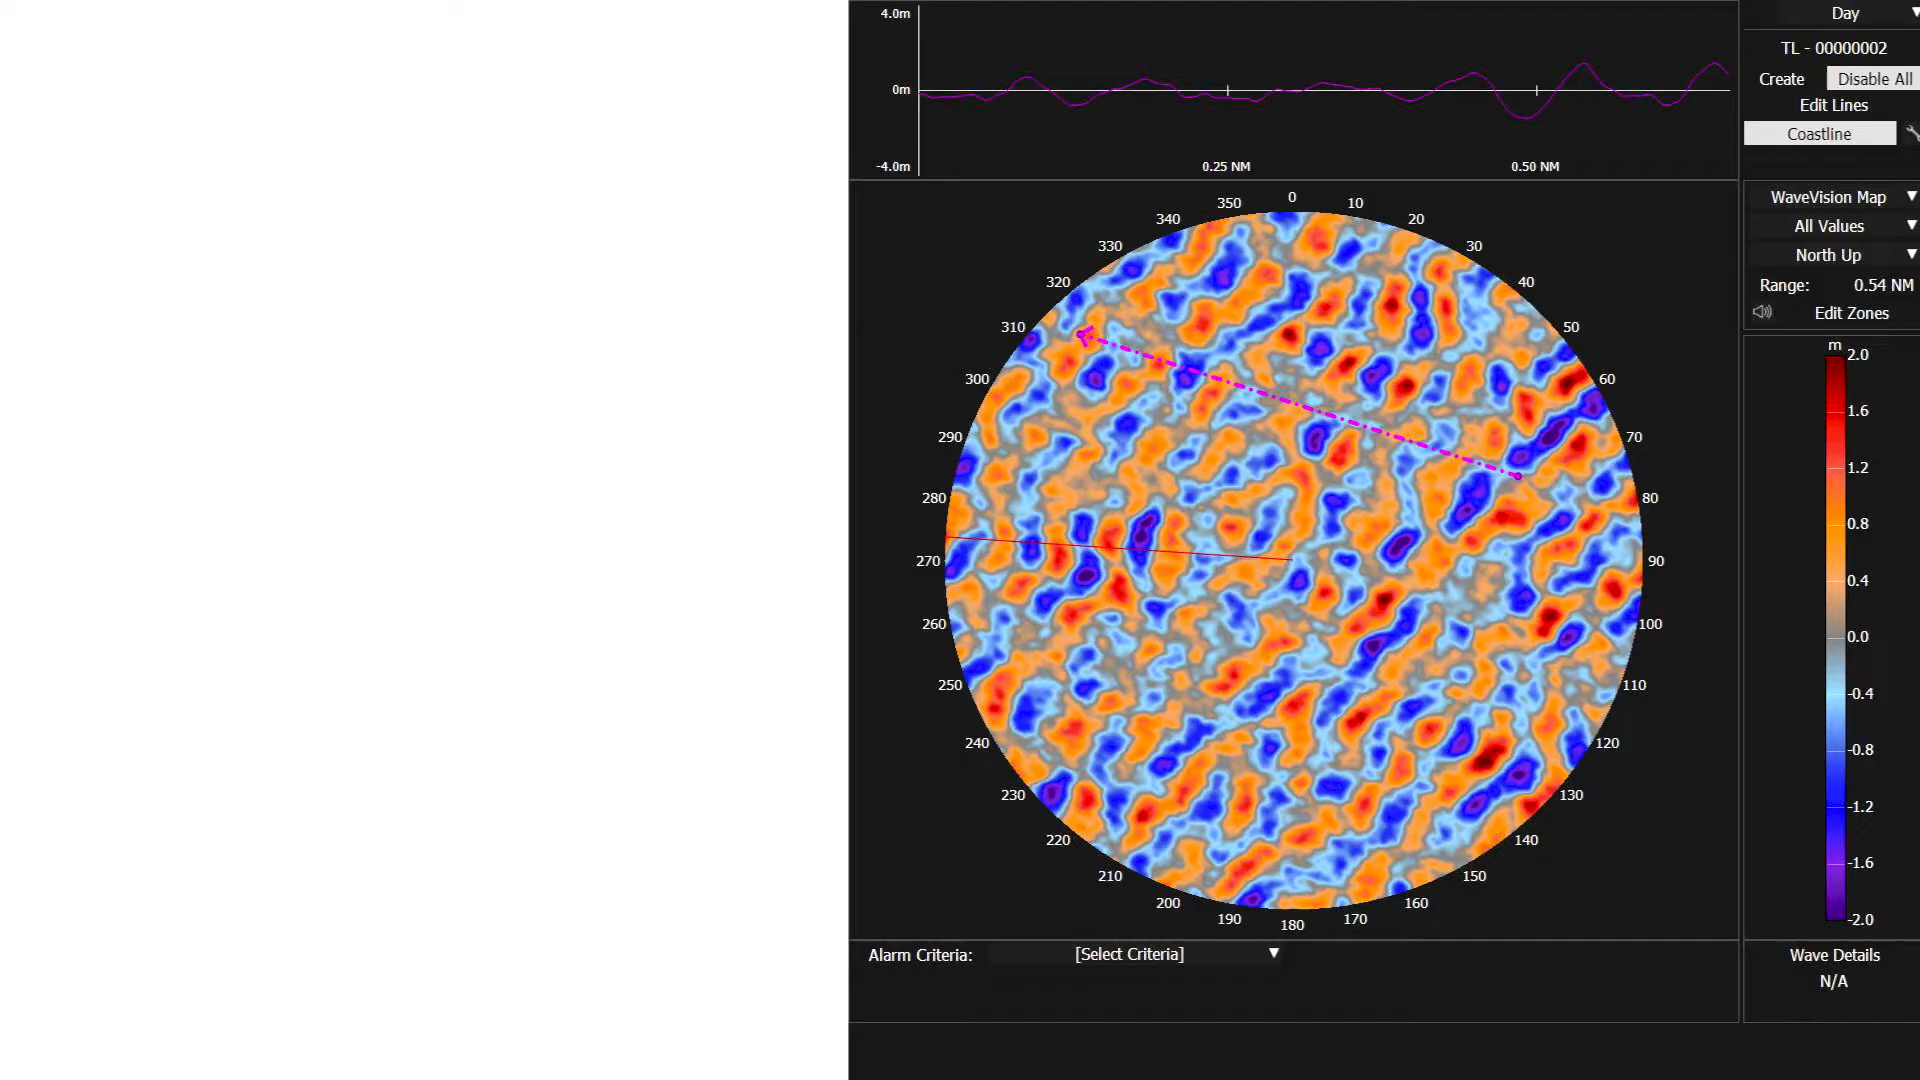 4.0m
0m
-4.0m
0.25 NM
0.50 NM
Day
TL - 00000002
Create
Disable All
Edit Lines
Coastline
WaveVision Map
All Values
North Up
Range: 0.54 NM
Edit Zones
0
10
20
30
40
50
60
70
80
90
100
110
120
130
140
150
160
170
180
190
200
210
220
230
240
250
260
270
280
290
300
310
320
330
340
350
m
2.0
1.6
1.2
0.8
0.4
0.0
-0.4
-0.8
-1.2
-1.6
-2.0
Alarm Criteria: [Select Criteria]
Wave Details
N/A